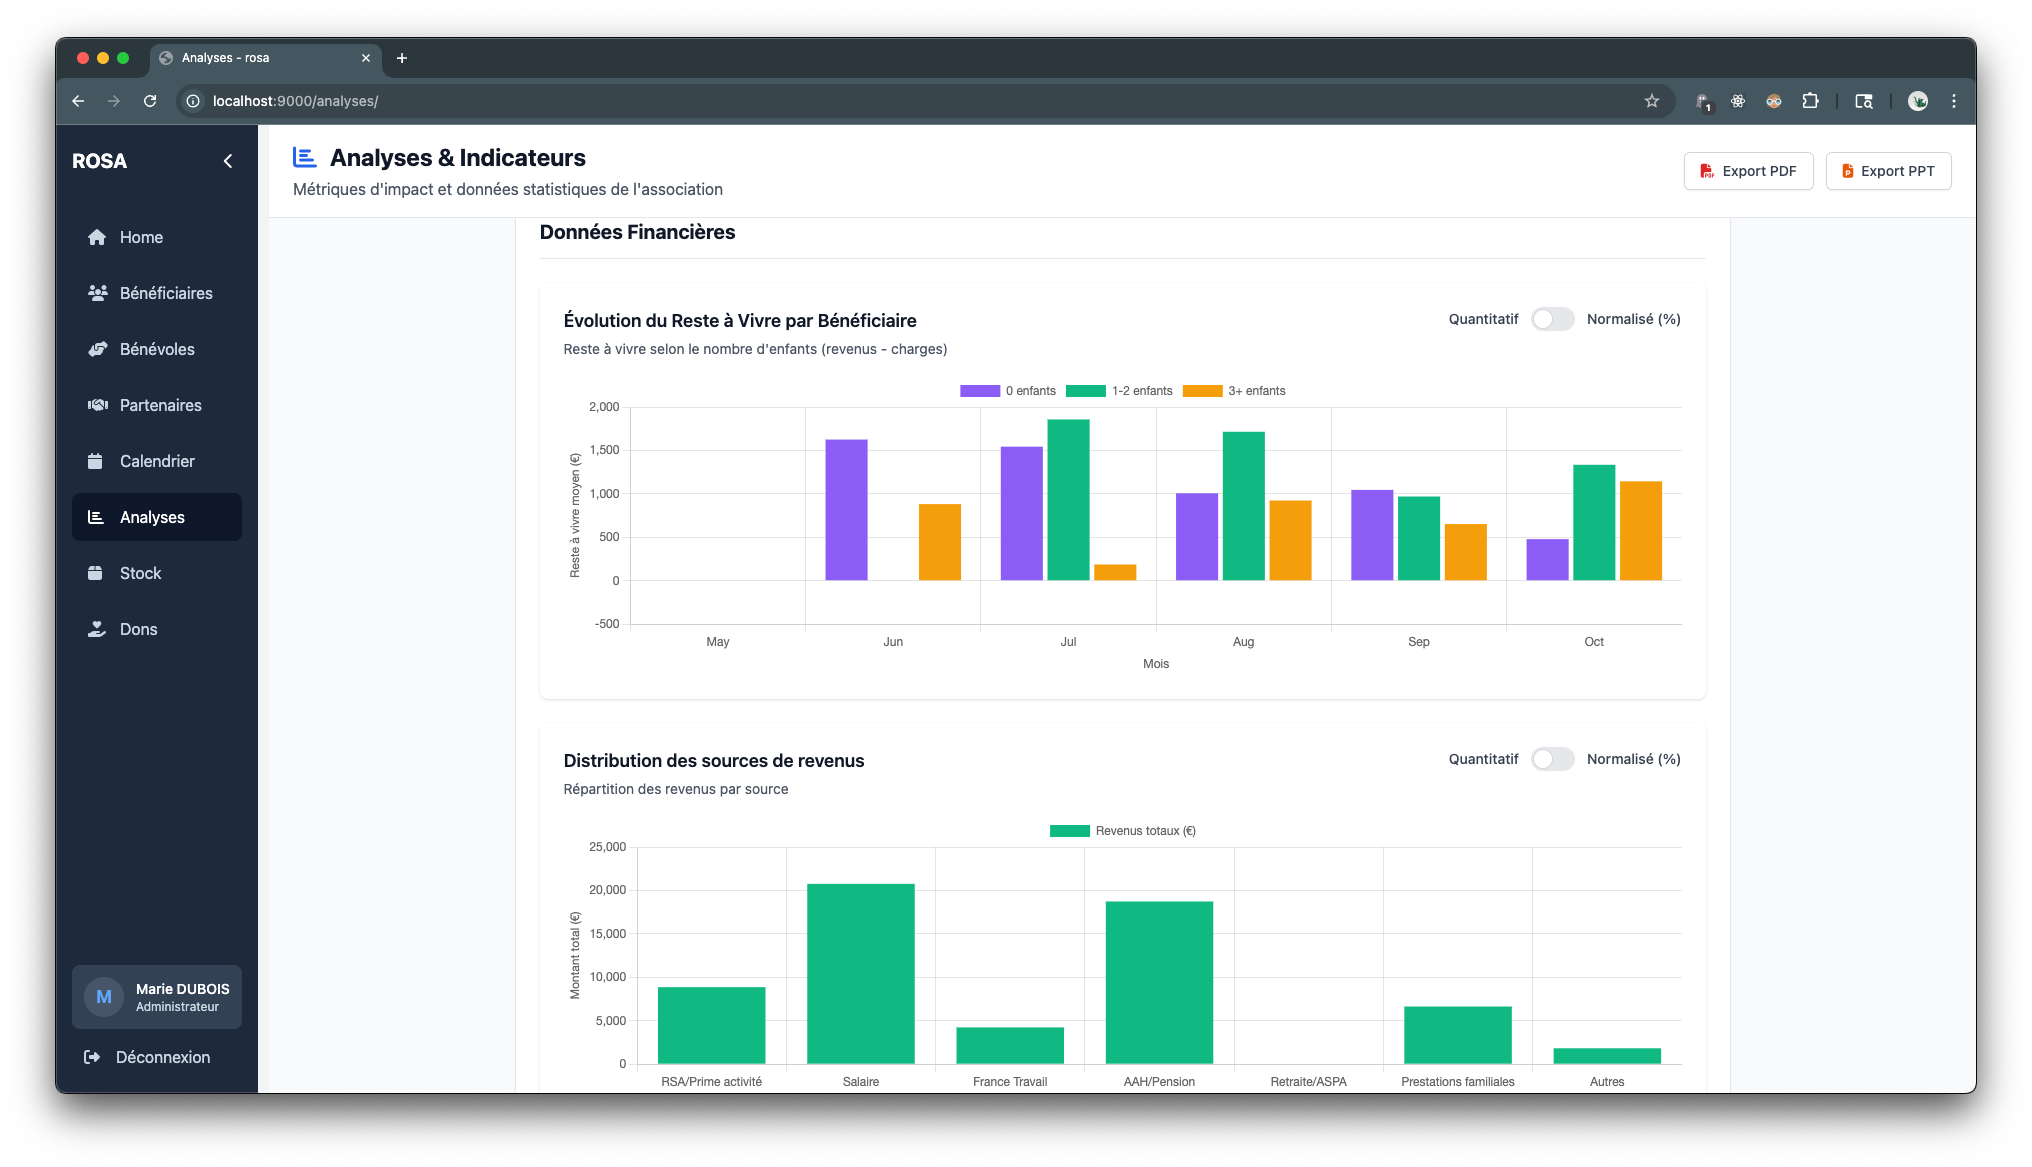 Analyses - rosa
localhost:9000/analyses/
1
ROSA
Home
Bénéficiaires
Bénévoles
Partenaires
Calendrier
Analyses
Stock
Dons
M
Marie DUBOIS
Administrateur
Déconnexion
Analyses & Indicateurs
Métriques d'impact et données statistiques de l'association
Export PDF
Export PPT
Données Financières
Évolution du Reste à Vivre par Bénéficiaire
Quantitatif Normalisé (%)
Reste à vivre selon le nombre d'enfants (revenus - charges)
0 enfants 1-2 enfants 3+ enfants
Reste à vivre moyen (€)
2,000
1,500
1,000
500
0
-500
May Jun Jul Aug Sep Oct
Mois
Distribution des sources de revenus
Quantitatif Normalisé (%)
Répartition des revenus par source
Revenus totaux (€)
Montant total (€)
25,000
20,000
15,000
10,000
5,000
0
RSA/Prime activité Salaire France Travail AAH/Pension Retraite/ASPA Prestations familiales Autres